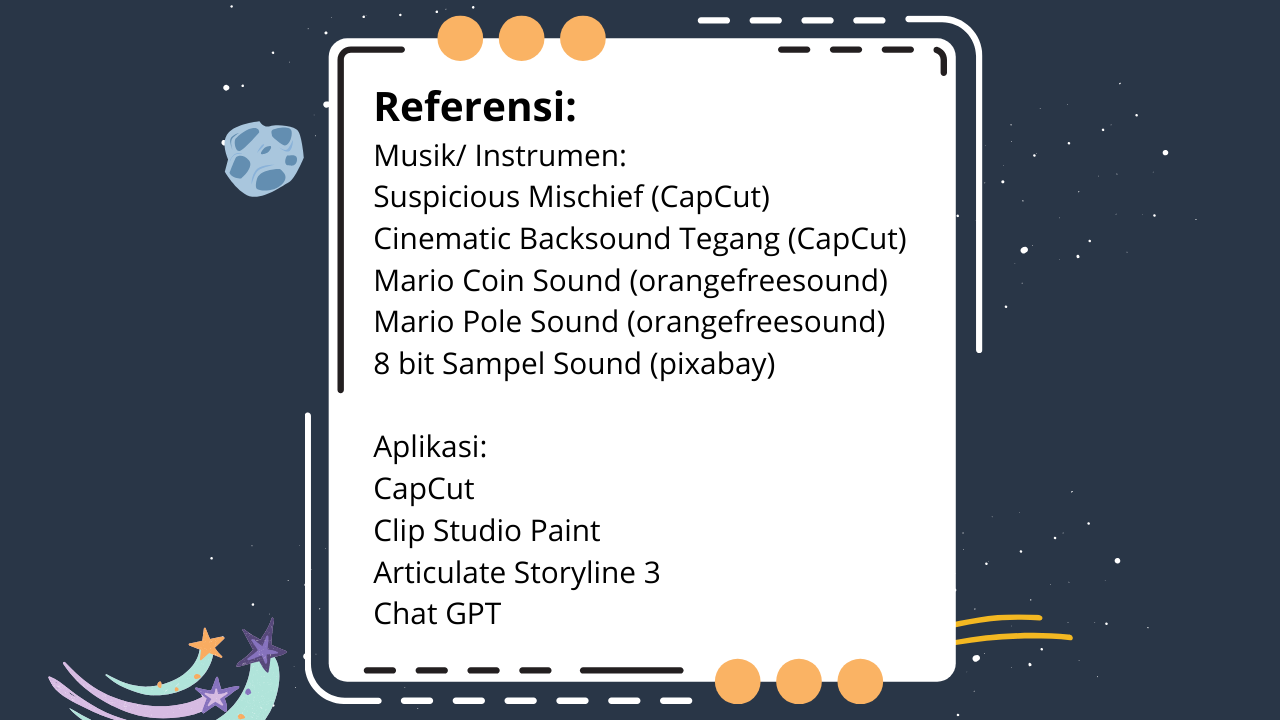 Referensi:
Musik/ Instrumen:
Suspicious Mischief (CapCut)
Cinematic Backsound Tegang (CapCut)
Mario Coin Sound (orangefreesound)
Mario Pole Sound (orangefreesound)
8 bit Sampel Sound (pixabay)
Aplikasi:
CapCut
Clip Studio Paint
Articulate Storyline 3
Chat GPT